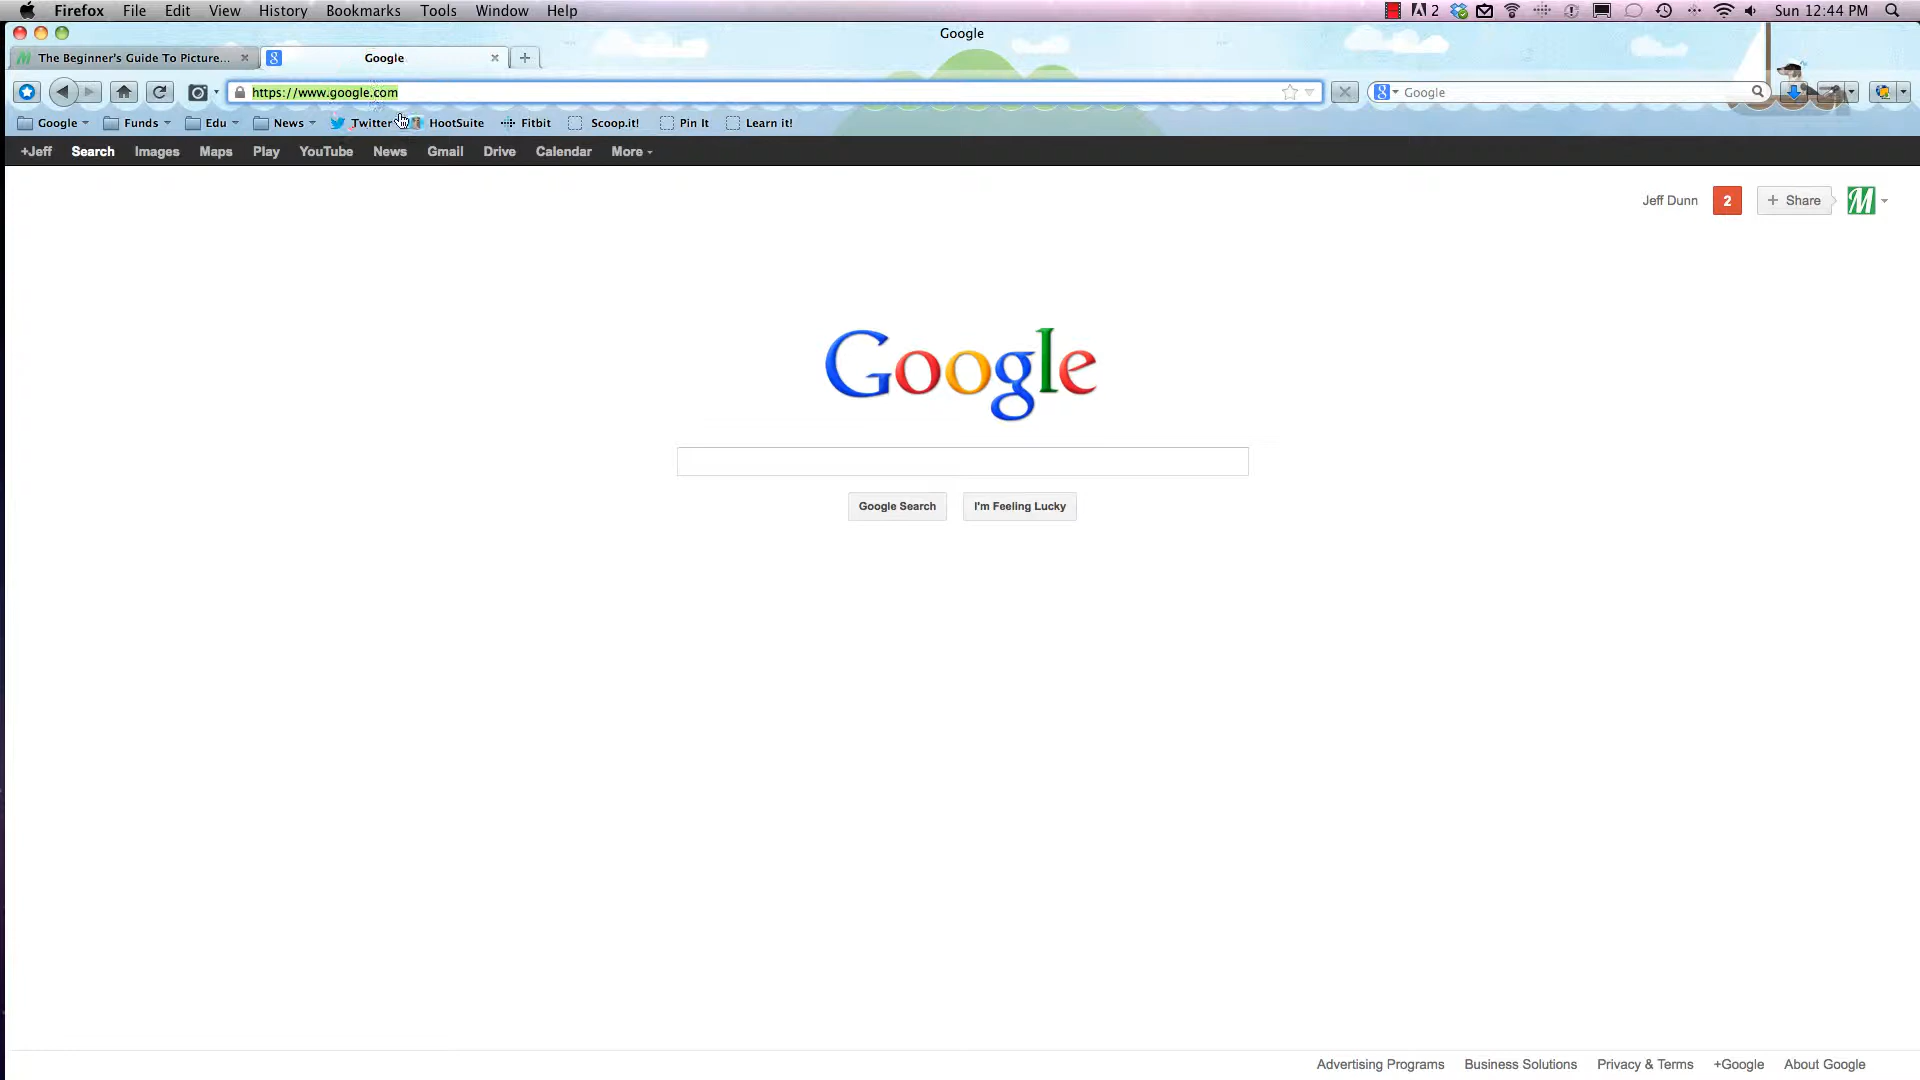 Firefox File Edit View History Bookmarks Tools Window Help 2 Sun 12:44 PM
Google
The Beginner's Guide To Picture... Google
https://www.google.com Google
Google Funds Edu News Twitter HootSuite Fitbit Scoop.it! Pin It Learn it!
+Jeff Search Images Maps Play YouTube News Gmail Drive Calendar More
Jeff Dunn 2 + Share M
Google
Google Search I'm Feeling Lucky
Advertising Programs Business Solutions Privacy & Terms +Google About Google